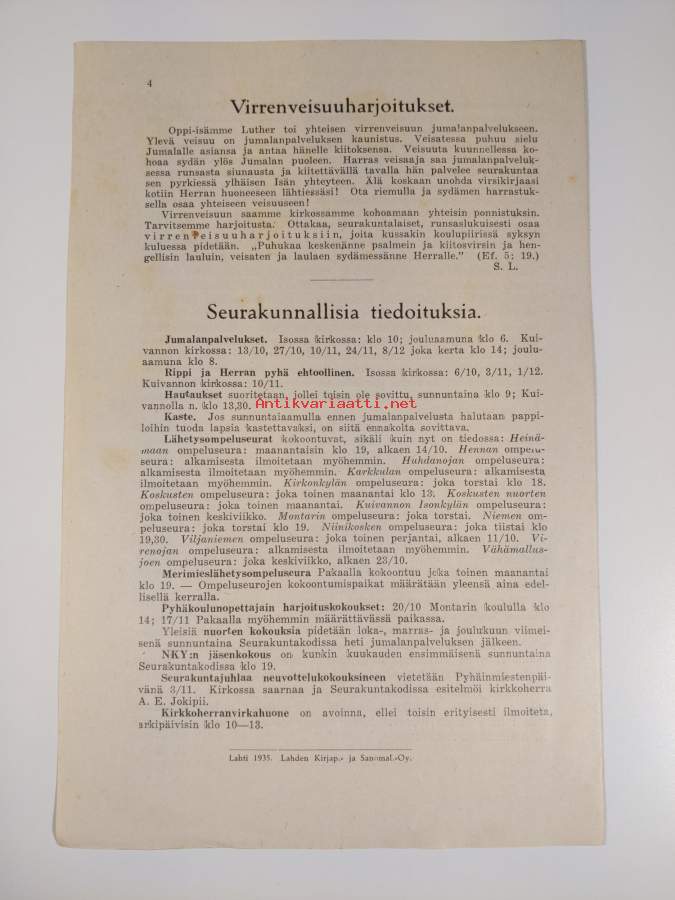 4
Virrenveisuuharjoitukset.
Oppi-isämme Luther toi yhteisen virrenveisuun jumalanpalvelukseen.
Ylevä veisuu on jumalanpalveluksen kaunistus. Veisatessa puhuu sielu
Jumalalle asiansa ja antaa hänelle kiitoksensa. Veisuuta kuunnellessa ko-
hoaa sydän ylös Jumalan puoleen. Harras veisaaja saa jumalanpalveluk-
sessa runsasta siunausta ja kiitettävällä tavalla hän palvelee seurakuntaa
sen pyrkiessä ylhäisen Isän yhteyteen. Älä koskaan unohda virsikirjaasi
kotiin Herran huoneeseen lähtiessäsi! Ota riemulla ja sydämen harrastuk-
sella osaa yhteiseen veisuuseen!
Virrenveisuun saamme kirkossamme kohoamaan yhteisin ponnistuksin.
Tarvitsemme harjoitusta. Ottakaa, seurakuntalaiset, runsaslukuisesti osaa
virrenveisuuharjoituksiin, joita kussakin koulupiirissä syksyn
kuluessa pidetään. „Puhukaa keskenänne psalmein ja kiitosvirsin ja hen-
gellisin lauluin, veisaten ja laulaen sydämessänne Herralle.” (Ef. 5: 19.)
S. L.
Seurakunnallisia tiedoituksia.
Jumalanpalvelukset. Isossa kirkossa: klo 10; jouluaamuna klo 6. Kui-
vannon kirkossa: 13/10, 27/10, 10/11, 24/11, 8/12 joka kerta klo 14; joulu-
aamuna klo 8.
Rippi ja Herran pyhä ehtoollinen. Isossa kirkossa: 6/10, 3/11, 1/12.
Kuivannon kirkossa: 10/11.
Hautaukset suoritetaan, jollei toisin ole sovittu, sunnuntaina klo 9; Kui-
vannolla n. klo 13,30.
Antikvariaatti.net
Kaste. Jos sunnuntaiaamulla ennen jumalanpalvelusta halutaan pappi-
loihin tuoda lapsia kastettavaksi, on siitä ennakolta sovittava.
Lähetysompeluseurat kokoontuvat, sikäli kuin nyt on tiedossa: Heinä-
maan ompeluseura: maanantaisin klo 19, alkaen 14/10. Hennan ompelu-
seura: alkamisesta ilmoitetaan myöhemmin. Huhdanojan ompeluseura:
alkamisesta ilmoitetaan myöhemmin. Karkkulan ompeluseura: alkamisesta
ilmoitetaan myöhemmin. Kirkonkylän ompeluseura: joka torstai klo 18.
Koskusten ompeluseura: joka toinen maanantai klo 13. Koskusten nuorten
ompeluseura: joka toinen maanantai. Kuivannon Isonkylän ompeluseura:
joka toinen keskiviikko. Montarin ompeluseura: joka torstai. Niemen om-
peluseura: joka torstai klo 19. Niinikosken ompeluseura: joka tiistai klo
19,30. Viljaniemen ompeluseura: joka toinen perjantai, alkaen 11/10. Vi-
renojan ompeluseura: alkamisesta ilmoitetaan myöhemmin. Vähämallus-
joen ompeluseura: joka keskiviikko, alkaen 23/10.
Merimieslähetysompeluseura Pakaalla kokoontuu joka toinen maanantai
klo 19. — Ompeluseurojen kokoontumispaikat määrätään yleensä aina edel-
lisellä kerralla.
Pyhäkoulunopettajain harjoituskokoukset: 20/10 Montarin koululla klo
14; 17/11 Pakaalla myöhemmin määrättävässä paikassa.
Yleisiä nuorten kokouksia pidetään loka-, marras- ja joulukuun viimei-
senä sunnuntaina Seurakuntakodissa heti jumalanpalveluksen jälkeen.
NKY:n jäsenkokous on kunkin kuukauden ensimmäisenä sunnuntaina
Seurakuntakodissa klo 19.
Seurakuntajuhlaa neuvottelukokouksineen vietetään Pyhäinmiestenpäi-
vänä 3/11. Kirkossa saarnaa ja Seurakuntakodissa esitelmöi kirkkoherra
A. E. Jokipii.
Kirkkoherranvirkahuone on avoinna, ellei toisin erityisesti ilmoiteta,
arkipäivisin klo 10—13.
Lahti 1935. Lahden Kirjap.- ja Sanomal.-Oy.